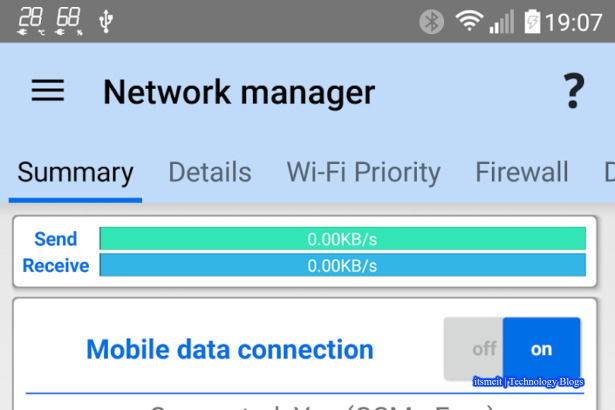 28 °C 68 % 19:07
Network manager ?
Summary Details Wi-Fi Priority Firewall D
Send 0.00KB/s
Receive 0.00KB/s
Mobile data connection off on
itsmeit | Technology Blogs